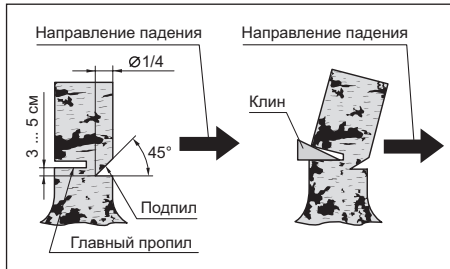 Направление падения
Ø1/4
3 ... 5 см
45°
Подпил
Главный пропил
Направление падения
Клин